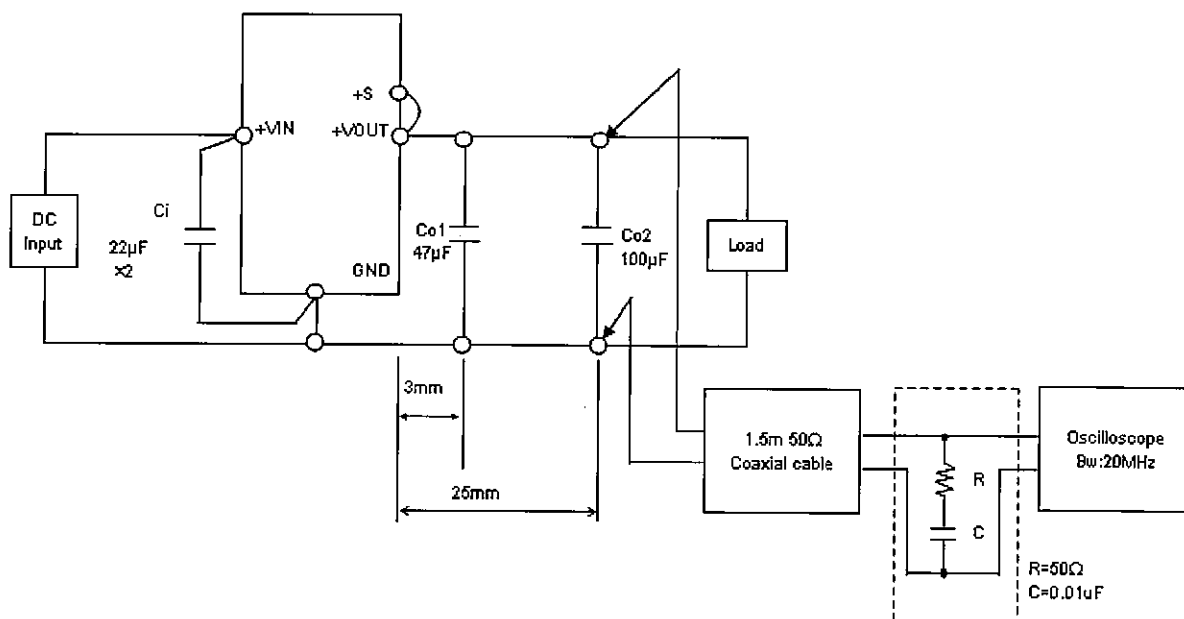 +S
+VIN
+VOUT
DC
Input
Ci
22µF
×2
GND
Co1
47µF
Co2
100µF
Load
3mm
25mm
1.5m 50Ω
Coaxial cable
R
C
Oscilloscope
Bw:20MHz
R=50Ω
C=0.01uF